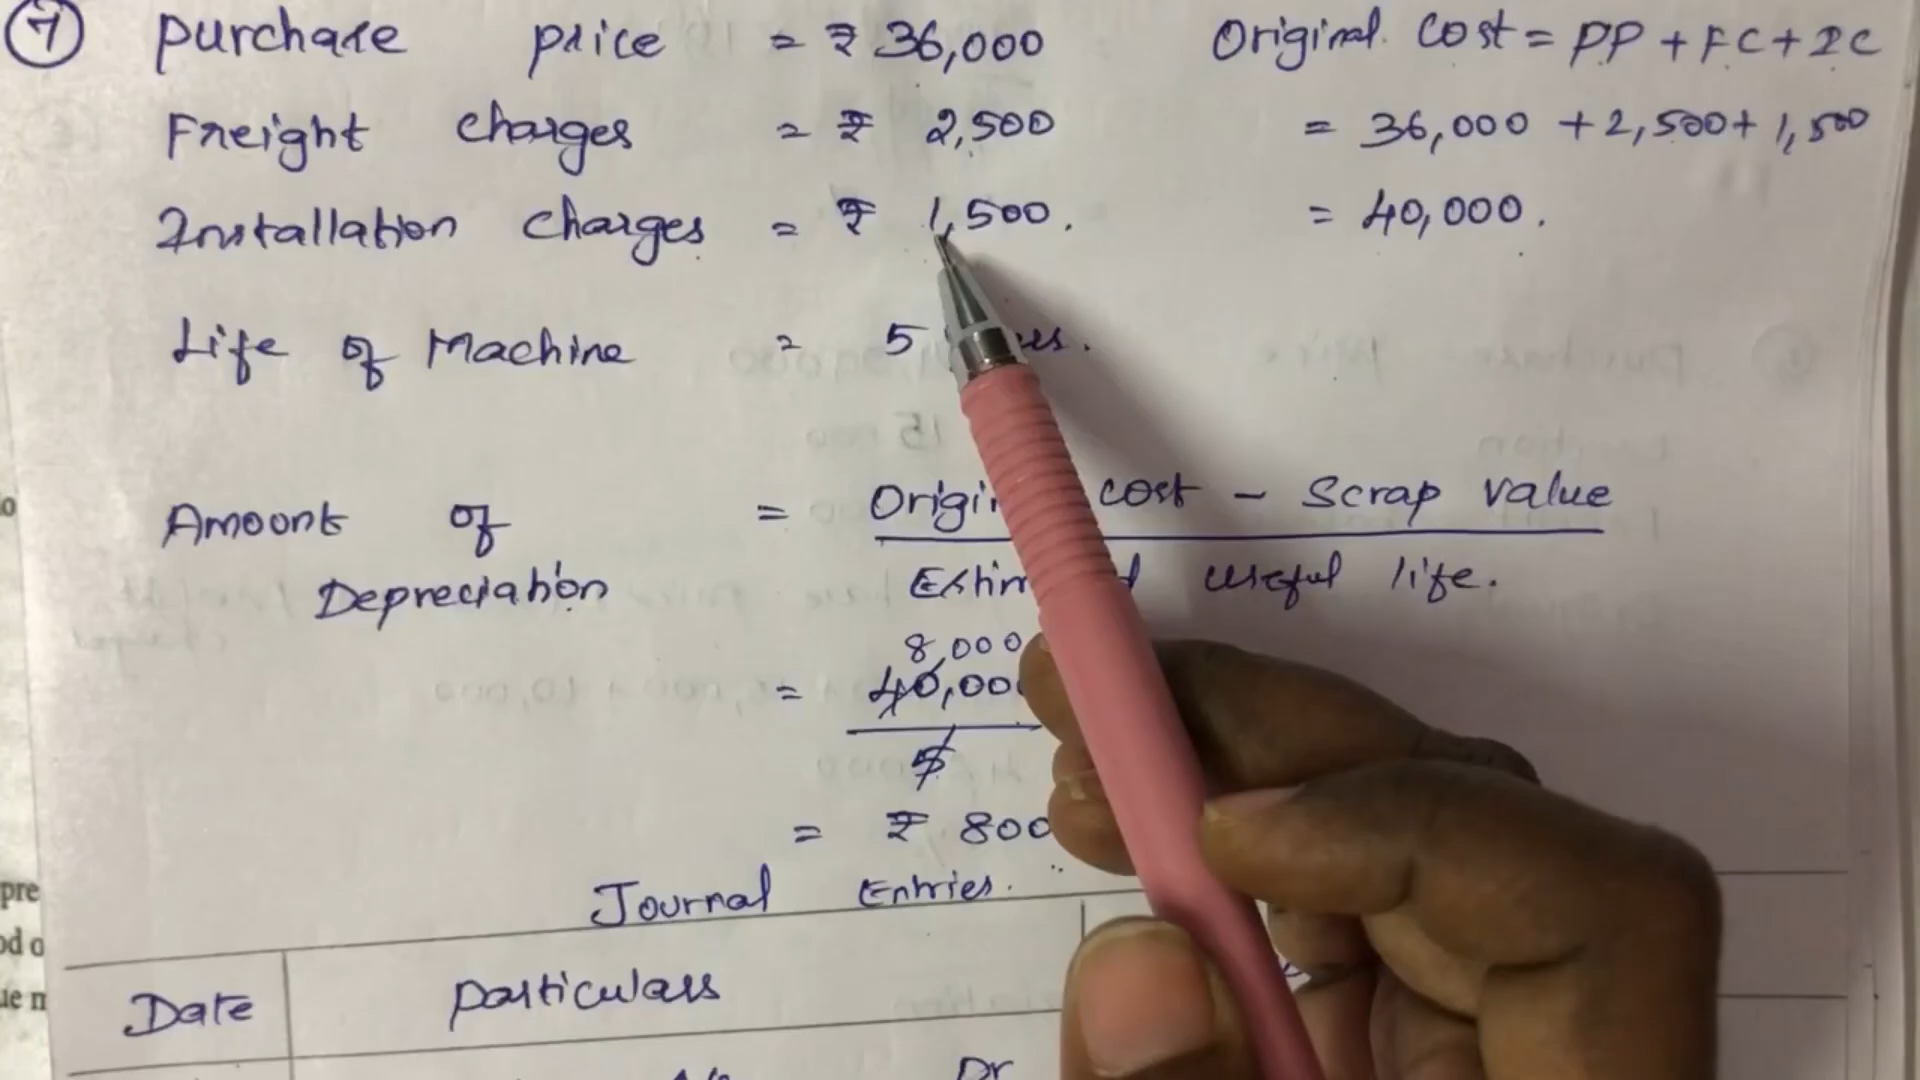 7 Purchase price = ₹ 36,000
Freight charges = ₹ 2,500
Installation charges = ₹ 1,500.
Life of Machine = 5
Original Cost = PP + FC + IC
= 36,000 + 2,500 + 1,500
= 40,000.
Amount of Depreciation = cost - Scrap value
useful life.
8,000
= 40,000
5
= ₹ 800
Journal Entries.
Date Particulars
Dr